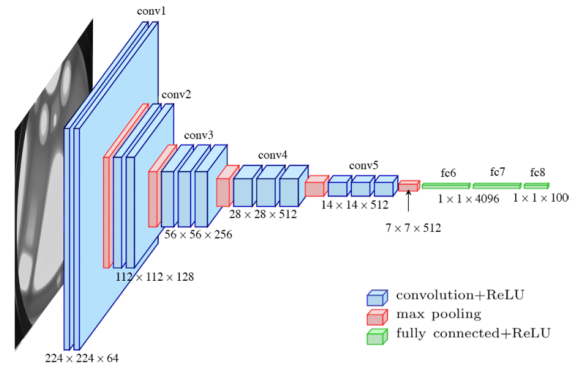 conv1
conv2
conv3
conv4
conv5
fc6
fc7
fc8
1 × 1 × 4096
1 × 1 × 100
14 × 14 × 512
28 × 28 × 512
7 × 7 × 512
56 × 56 × 256
112 × 112 × 128
224 × 224 × 64
convolution+ReLU
max pooling
fully connected+ReLU